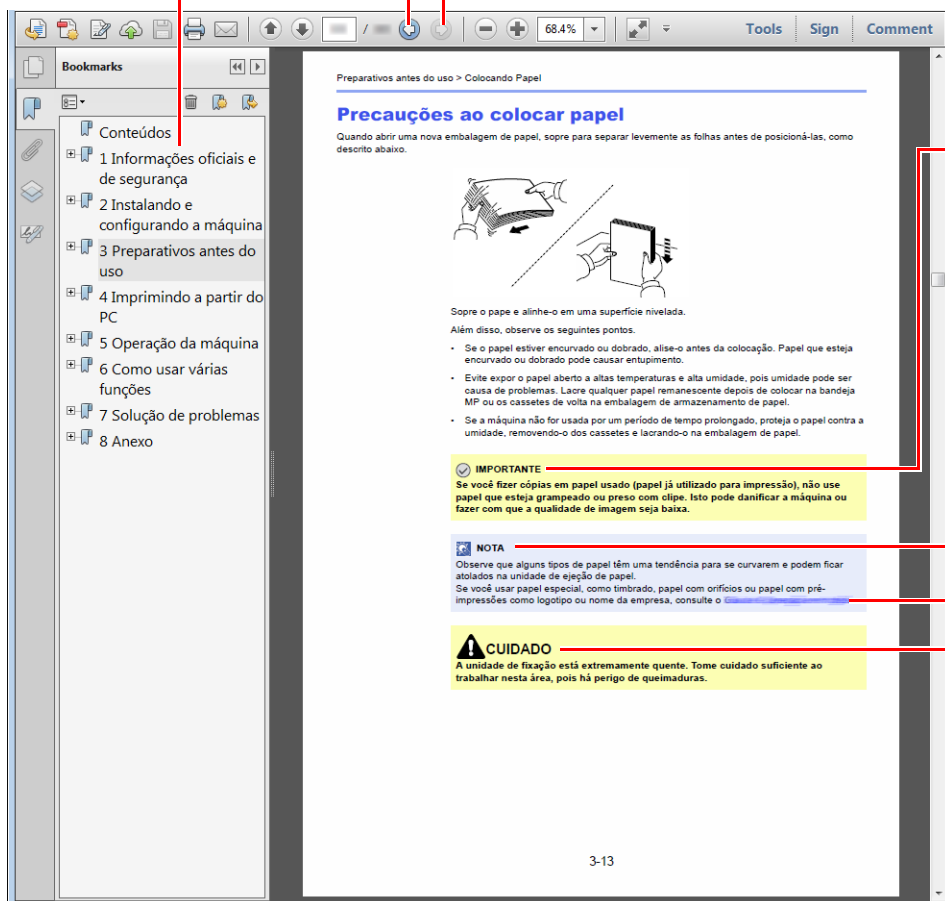 / 68.4% Tools Sign Comment
Bookmarks
Conteúdos
1 Informações oficiais e
de segurança
2 Instalando e
configurando a máquina
3 Preparativos antes do
uso
4 Imprimindo a partir do
PC
5 Operação da máquina
6 Como usar várias
funções
7 Solução de problemas
8 Anexo
Preparativos antes do uso > Colocando Papel
Precauções ao colocar papel
Quando abrir uma nova embalagem de papel, sopre para separar levemente as folhas antes de posicioná-las, como
descrito abaixo.
Sopre o pape e alinhe-o em uma superfície nivelada.
Além disso, observe os seguintes pontos.
• Se o papel estiver encurvado ou dobrado, alise-o antes da colocação. Papel que esteja
encurvado ou dobrado pode causar entupimento.
• Evite expor o papel aberto a altas temperaturas e alta umidade, pois umidade pode ser
causa de problemas. Lacre qualquer papel remanescente depois de colocar na bandeja
MP ou os cassetes de volta na embalagem de armazenamento de papel.
• Se a máquina não for usada por um período de tempo prolongado, proteja o papel contra a
umidade, removendo-o dos cassetes e lacrando-o na embalagem de papel.
IMPORTANTE
Se você fizer cópias em papel usado (papel já utilizado para impressão), não use
papel que esteja grampeado ou preso com clipe. Isto pode danificar a máquina ou
fazer com que a qualidade de imagem seja baixa.
NOTA
Observe que alguns tipos de papel têm uma tendência para se curvarem e podem ficar
atolados na unidade de ejeção de papel.
Se você usar papel especial, como timbrado, papel com orifícios ou papel com pré-
impressões como logotipo ou nome da empresa, consulte o
CUIDADO
A unidade de fixação está extremamente quente. Tome cuidado suficiente ao
trabalhar nesta área, pois há perigo de queimaduras.
3-13